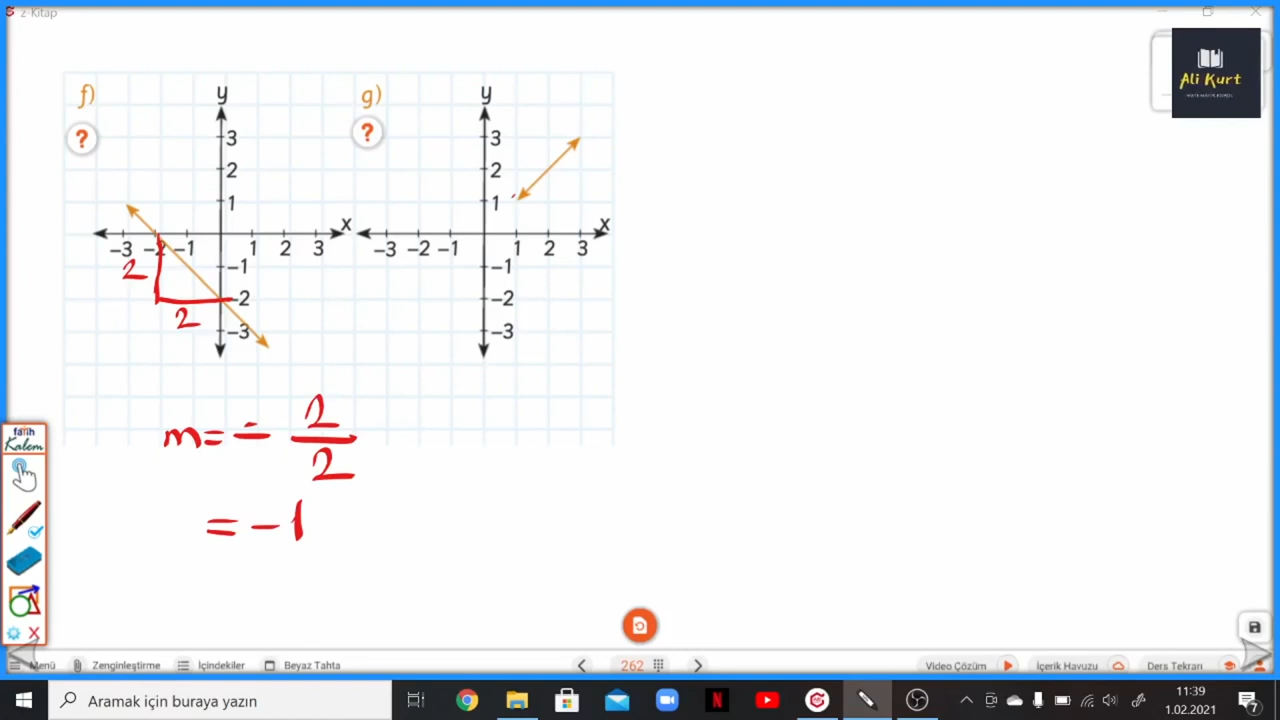 z-Kitap
Ali Kurt
f)
y
g)
y
?
?
3
3
2
2
1
1
x
x
−3 −2 −1 1 2 3
−3 −2 −1 1 2 3
2
−1
−1
−2
−2
2
−3
−3
m = − 2/2
= −1
fatih
Kalem
Menü
Zenginleştirme
İçindekiler
Beyaz Tahta
262
Video Çözüm
İçerik Havuzu
Ders Tekrarı
Aramak için buraya yazın
N
11:39
1.02.2021
7